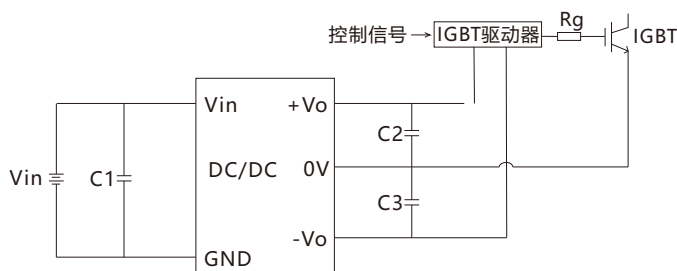 控制信号
IGBT驱动器
Rg
IGBT
Vin
+Vo
C2
Vin
C1
DC/DC
0V
C3
-Vo
GND